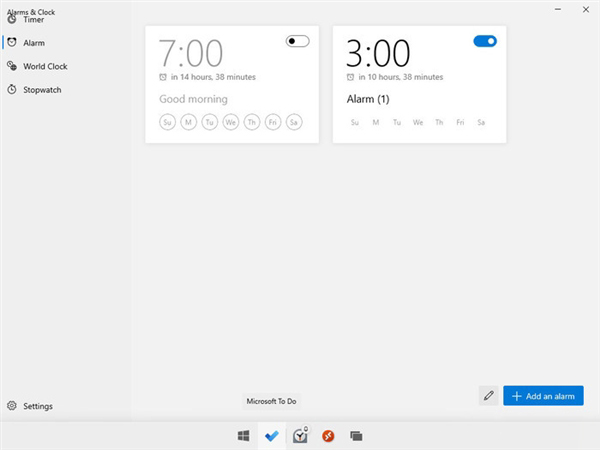 Alarms & Clock
Timer
Alarm
World Clock
Stopwatch
7:00
in 14 hours, 38 minutes
Good morning
Su M Tu We Th Fr Sa
3:00
in 10 hours, 38 minutes
Alarm (1)
Su M Tu We Th Fr Sa
Settings
Microsoft To Do
Add an alarm